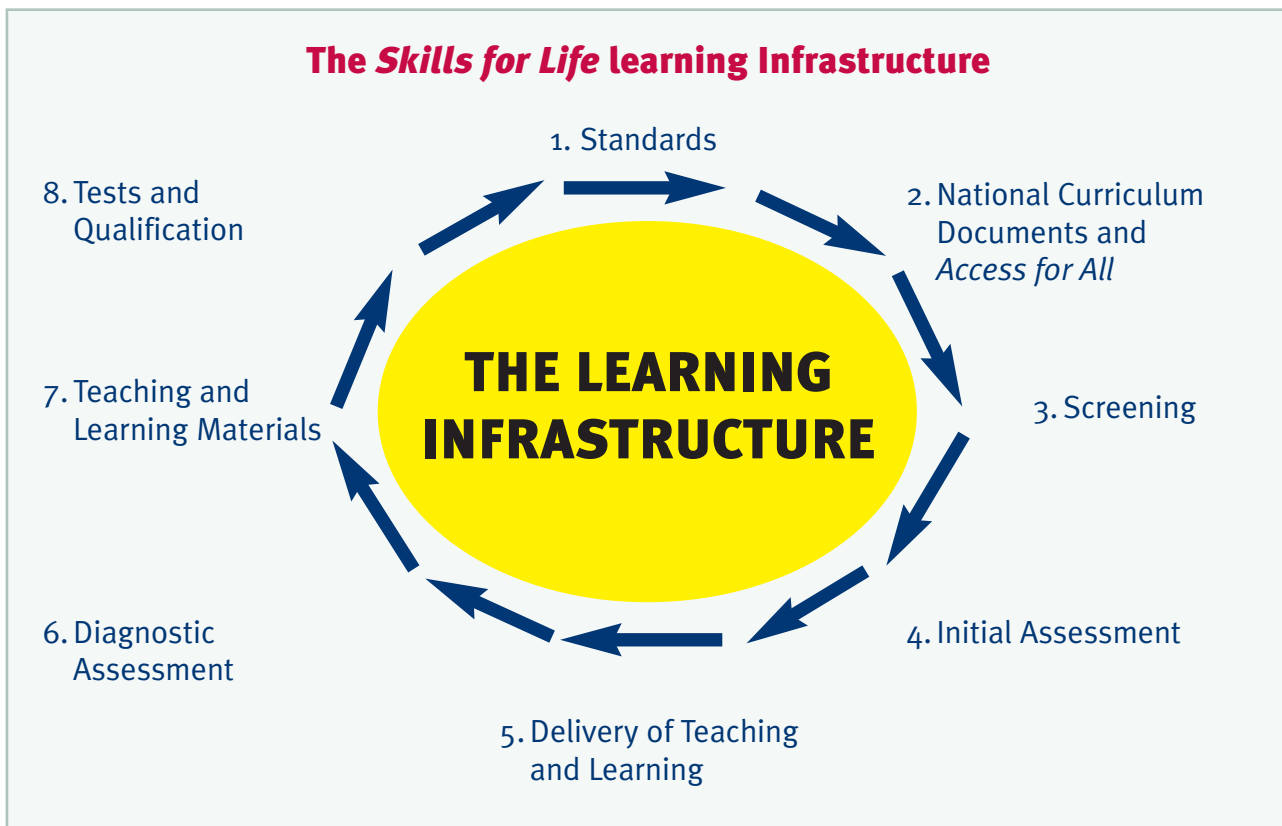 The Skills for Life learning Infrastructure
1. Standards
2. National Curriculum
Documents and
Access for All
3. Screening
4. Initial Assessment
5. Delivery of Teaching
and Learning
6. Diagnostic
Assessment
7. Teaching and
Learning Materials
8. Tests and
Qualification
THE LEARNING
INFRASTRUCTURE